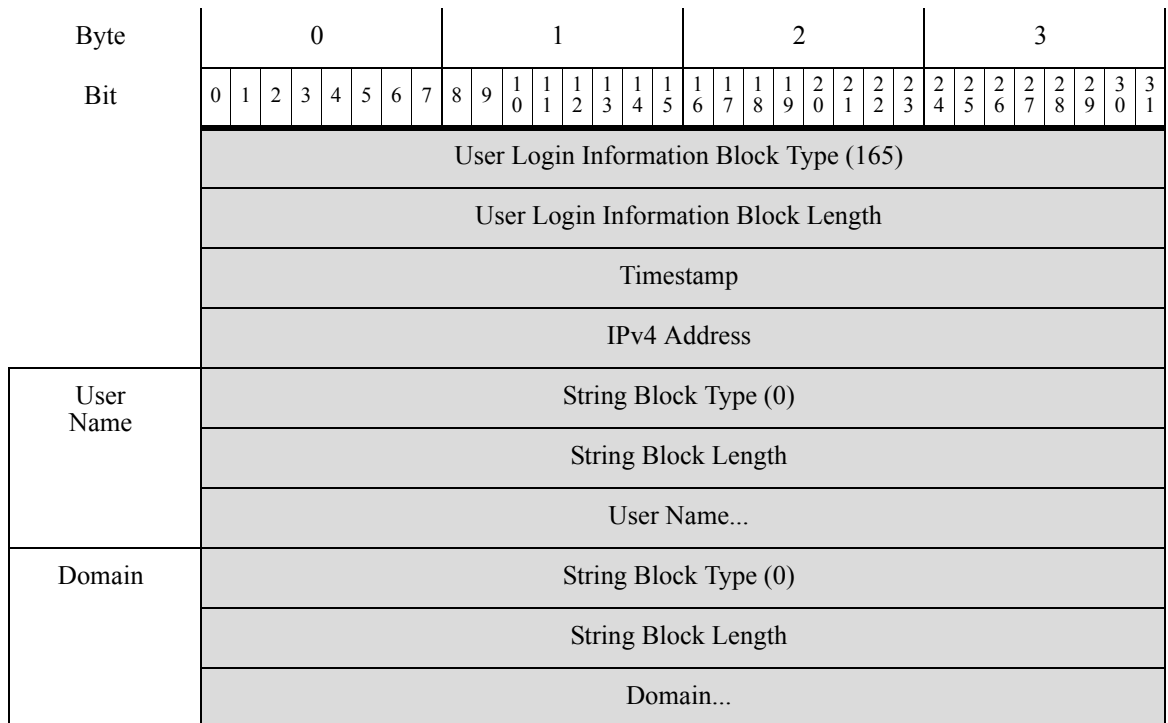 Byte 0 1 2 3
Bit 0 1 2 3 4 5 6 7 8 9 10 11 12 13 14 15 16 17 18 19 20 21 22 23 24 25 26 27 28 29 30 31
User Login Information Block Type (165)
User Login Information Block Length
Timestamp
IPv4 Address
User
Name
String Block Type (0)
String Block Length
User Name...
Domain
String Block Type (0)
String Block Length
Domain...